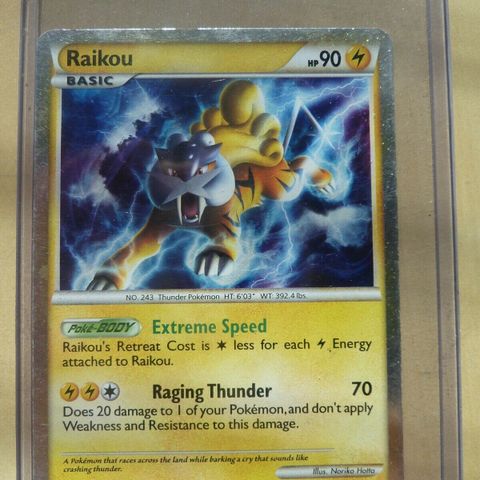 Raikou HP 90
BASIC
NO. 243 Thunder Pokémon HT: 6'03" WT: 392.4 lbs.
Poké-BODY Extreme Speed
Raikou's Retreat Cost is less for each Energy
attached to Raikou.
Raging Thunder 70
Does 20 damage to 1 of your Pokémon, and don't apply
Weakness and Resistance to this damage.
A Pokémon that races across the land while barking a cry that sounds like
crashing thunder.
Illus. Noriko Hotta